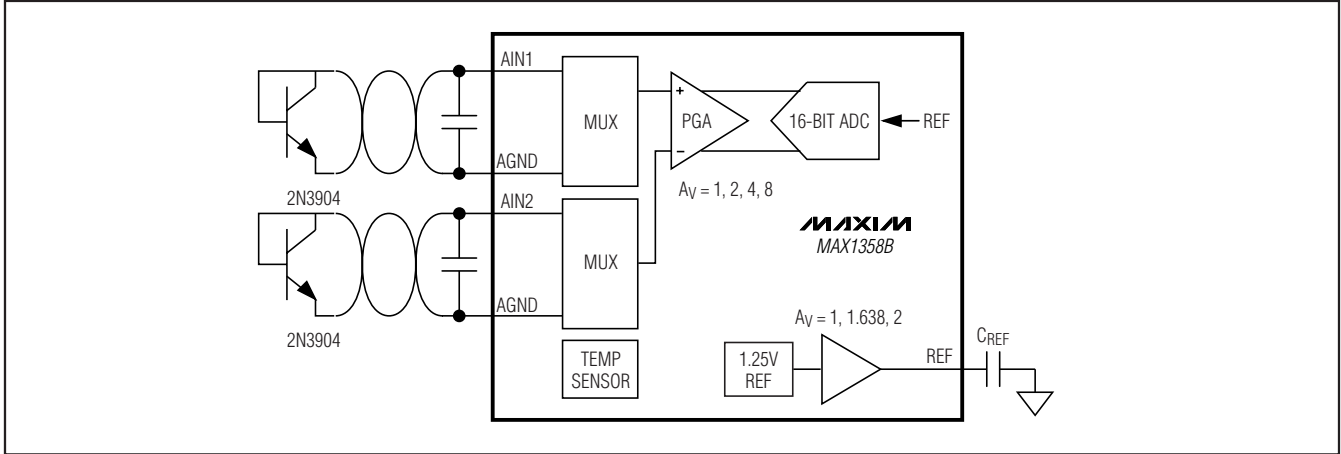 AIN1
MUX
PGA
16-BIT ADC
REF
+
−
AGND
AV = 1, 2, 4, 8
2N3904
AIN2
MAXIM
MAX1358B
MUX
AGND
2N3904
TEMP
SENSOR
AV = 1, 1.638, 2
1.25V
REF
REF
CREF